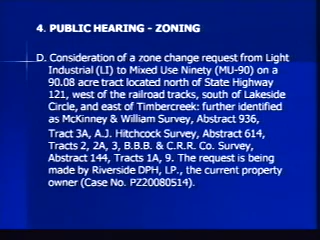 4. PUBLIC HEARING - ZONING
D. Consideration of a zone change request from Light
Industrial (LI) to Mixed Use Ninety (MU-90) on a
90.08 acre tract located north of State Highway
121, west of the railroad tracks, south of Lakeside
Circle, and east of Timbercreek: further identified
as McKinney & William Survey, Abstract 936,
Tract 3A, A.J. Hitchcock Survey, Abstract 614,
Tracts 2, 2A, 3, B.B.B. & C.R.R. Co. Survey,
Abstract 144, Tracts 1A, 9. The request is being
made by Riverside DPH, LP., the current property
owner (Case No. PZ20080514).